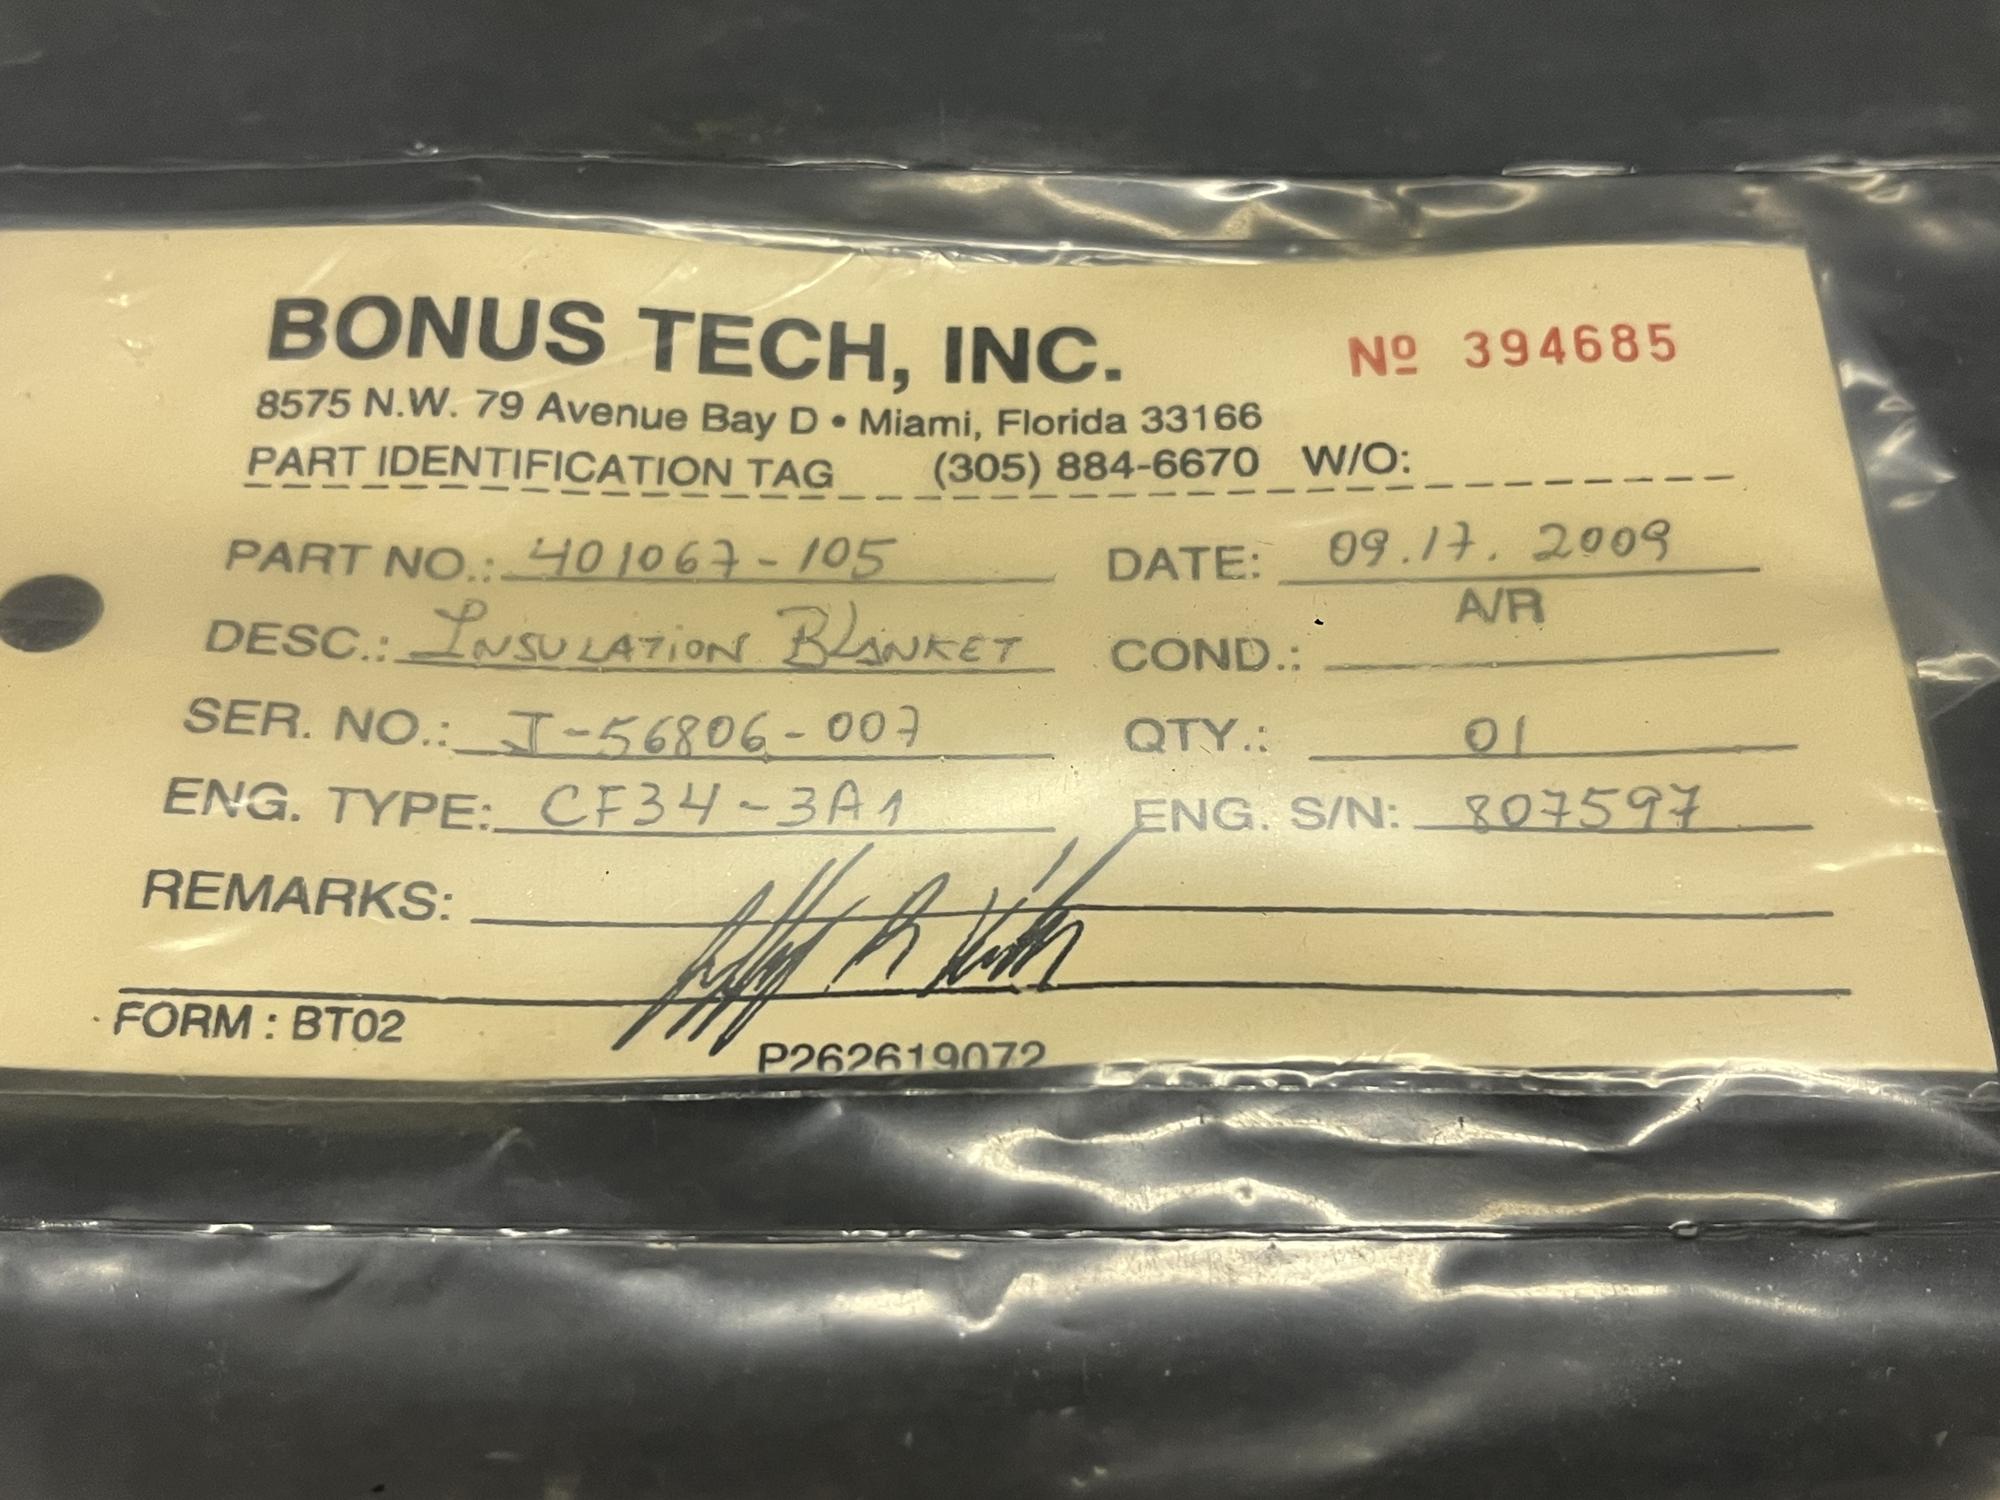 BONUS TECH, INC. Nº 394685
8575 N.W. 79 Avenue Bay D • Miami, Florida 33166
PART IDENTIFICATION TAG (305) 884-6670 W/O:
PART NO.: 401067-105 DATE: 09.17.2009
DESC.: INSULATION BLANKET COND.: A/R
SER. NO.: J-56806-007 QTY.: 01
ENG. TYPE: CF34-3A1 ENG. S/N: 807597
REMARKS:
FORM : BT02
P262619072